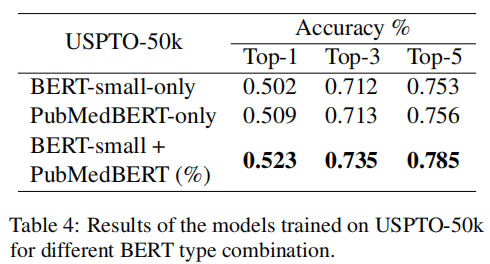 USPTO-50k Accuracy %
Top-1 Top-3 Top-5
BERT-small-only 0.502 0.712 0.753
PubMedBERT-only 0.509 0.713 0.756
BERT-small +
PubMedBERT (%) 0.523 0.735 0.785
Table 4: Results of the models trained on USPTO-50k
for different BERT type combination.